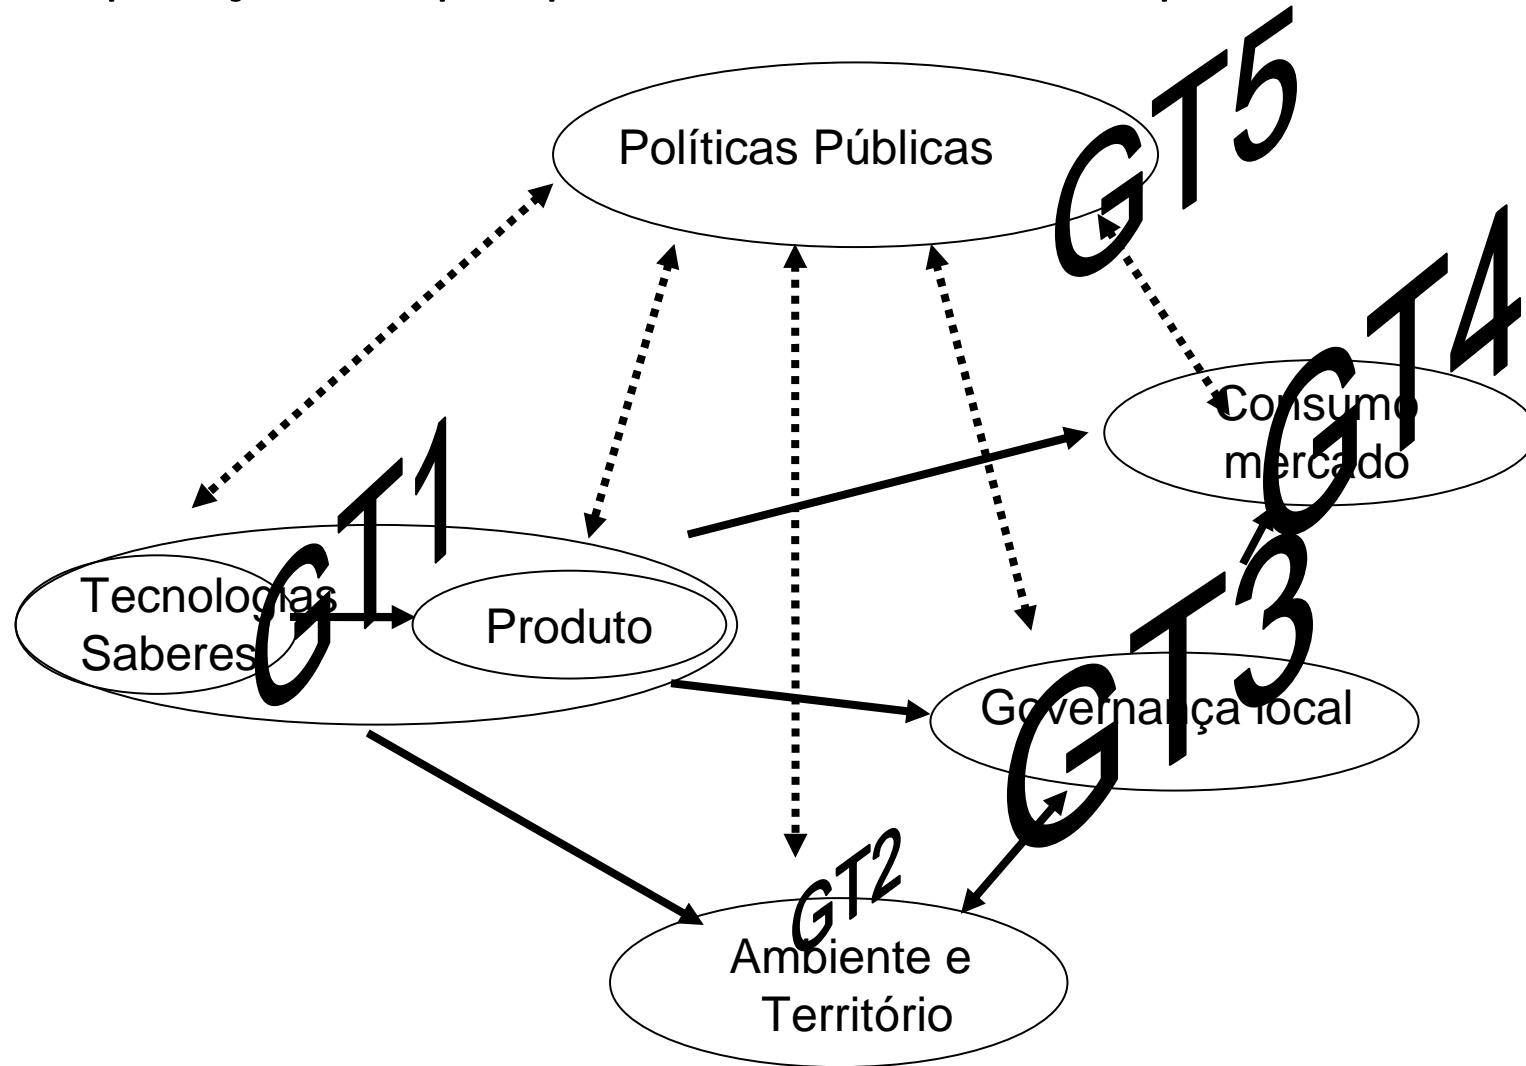 Políticas Públicas
GT5
GT4
Consumo
mercado
GT1
Tecnologias
Saberes
Produto
GT3
Governança local
GT2
Ambiente e
Território